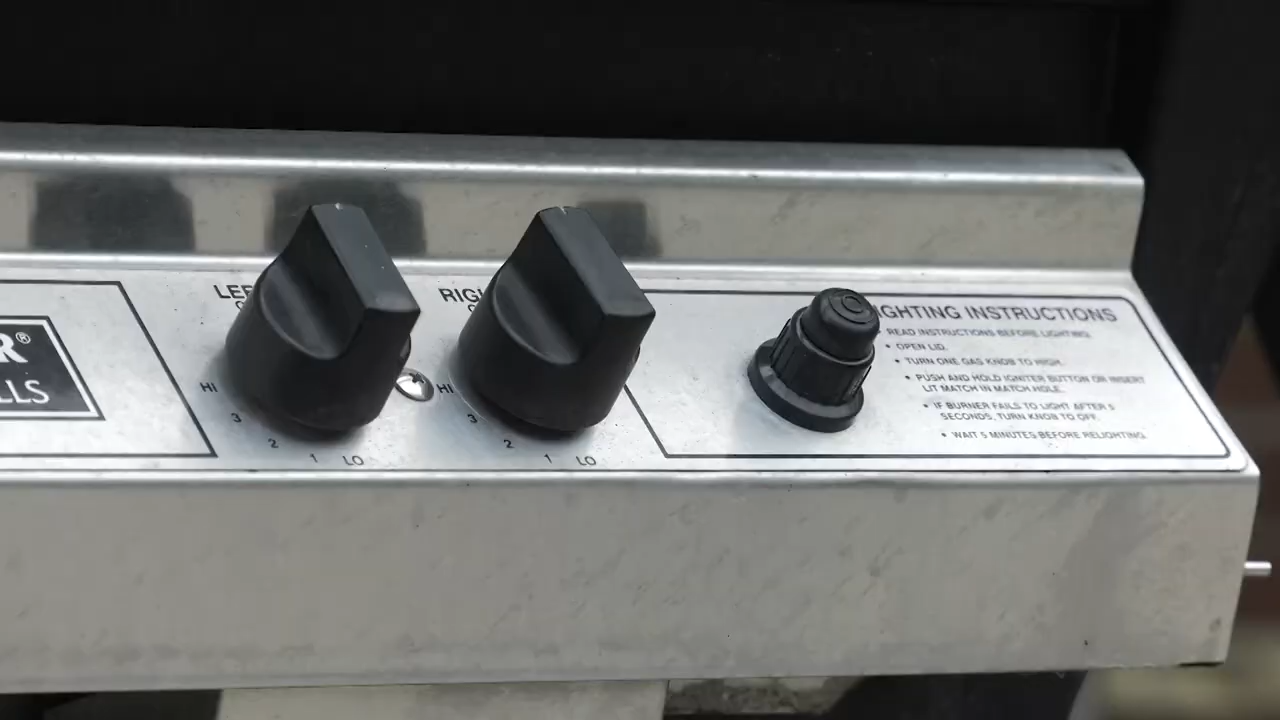 R®
LLS
LEF
HI
3
2
1
LO
RIGH
HI
3
2
1
LO
IGHTING INSTRUCTIONS
READ INSTRUCTIONS BEFORE LIGHTING.
• OPEN LID.
• TURN ONE GAS KNOB TO HIGH.
• PUSH AND HOLD IGNITER BUTTON OR INSERT
LIT MATCH IN MATCH HOLE.
• IF BURNER FAILS TO LIGHT AFTER 5
SECONDS, TURN KNOB TO OFF.
• WAIT 5 MINUTES BEFORE RELIGHTING.